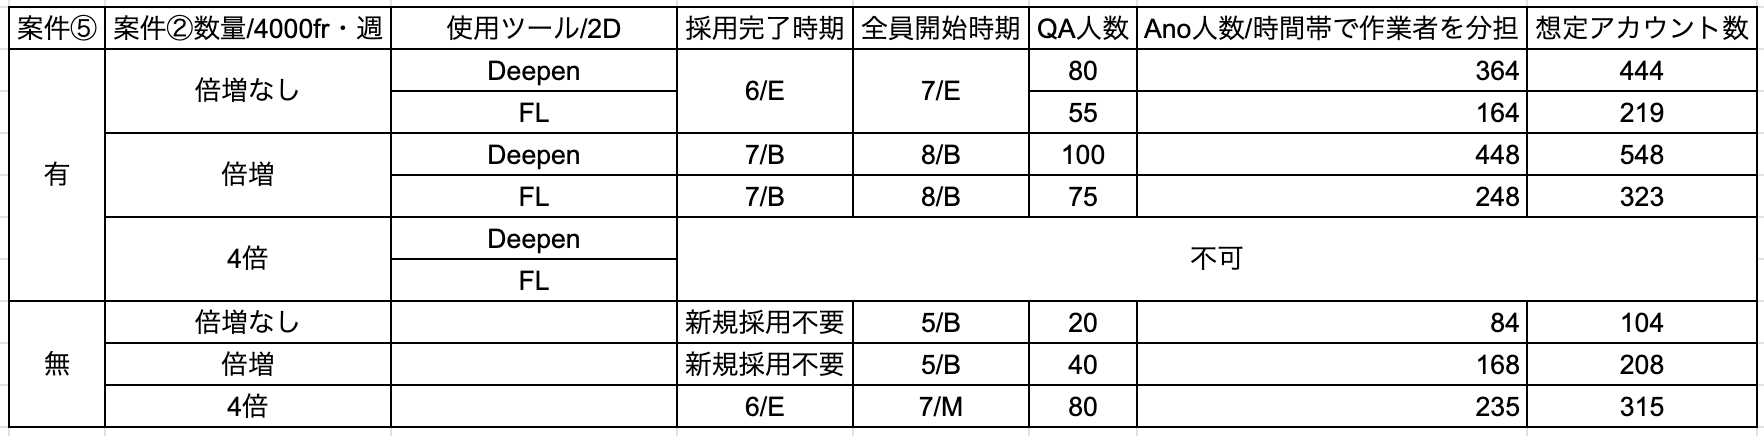 案件⑤ 案件②数量/4000fr・週 使用ツール/2D 採用完了時期 全員開始時期 QA人数 Ano人数/時間帯で作業者を分担 想定アカウント数
有 倍増なし Deepen 6/E 7/E 80 364 444
FL 55 164 219
倍増 Deepen 7/B 8/B 100 448 548
FL 7/B 8/B 75 248 323
4倍 Deepen 不可
FL
無 倍増なし 新規採用不要 5/B 20 84 104
倍増 新規採用不要 5/B 40 168 208
4倍 6/E 7/M 80 235 315